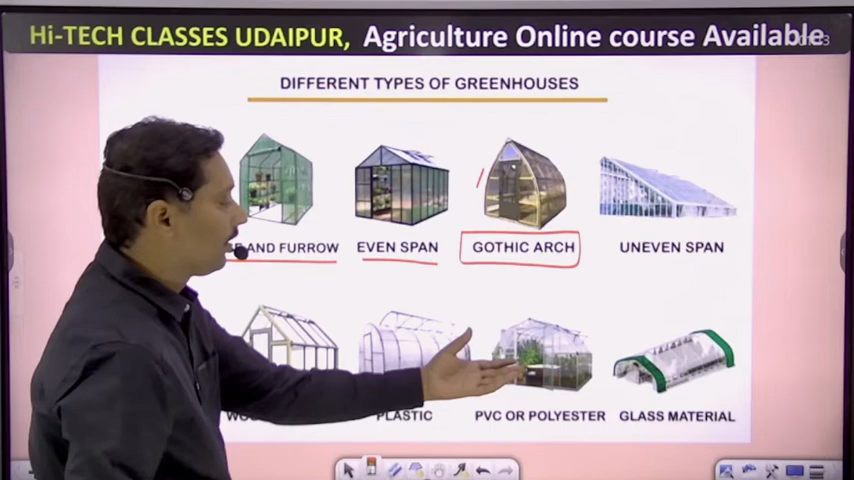 Hi-TECH CLASSES UDAIPUR, Agriculture Online course Available
DIFFERENT TYPES OF GREENHOUSES
AND FURROW EVEN SPAN GOTHIC ARCH UNEVEN SPAN
PLASTIC PVC OR POLYESTER GLASS MATERIAL